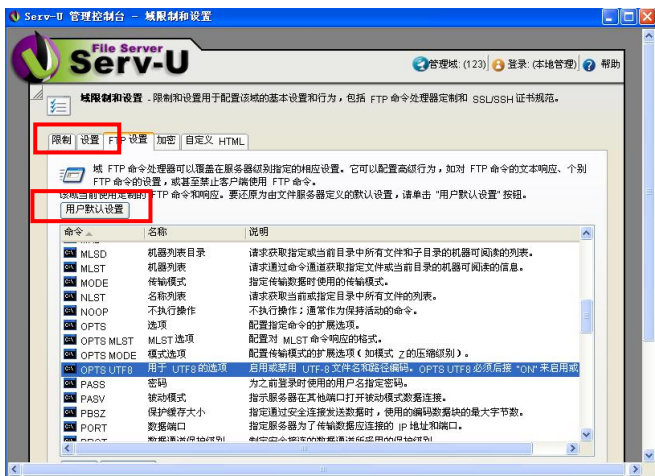 Serv-U 管理控制台 - 域限制和设置
File Server
Serv-U
管理域: (123) 登录: (本地管理) 帮助
域限制和设置 - 限制和设置用于配置该域的基本设置和行为，包括 FTP 命令处理器定制和 SSL/SSH 证书规范。
限制 设置 FTP 设置 加密 自定义 HTML
域 FTP 命令处理器可以覆盖在服务器级别指定的相应设置。它可以配置高级行为，如对 FTP 命令的文本响应、个别
FTP 命令的设置，或甚至禁止客户端使用 FTP 命令。
该域当前使用定制的 FTP 命令和响应。要还原为由文件服务器定义的默认设置，请单击 "用户默认设置" 按钮。
用户默认设置
命令 名称 说明
MLSD 机器列表目录 请求获取指定或当前目录中所有文件和子目录的机器可阅读的列表。
MLST 机器列表 请求通过命令通道获取指定文件或当前目录的机器可阅读的信息。
MODE 传输模式 指定传输数据时使用的传输模式。
NLST 名称列表 请求获取当前或指定目录中所有文件的列表。
NOOP 不执行操作 不执行操作；通常作为保持活动的命令。
OPTS 选项 配置指定命令的扩展选项。
OPTS MLST MLST 选项 配置对 MLST 命令响应的格式。
OPTS MODE 模式选项 配置传输模式的扩展选项（如模式 Z 的压缩级别）。
OPTS UTF8 用于 UTF8 的选项 启用或禁用 UTF-8 文件名和路径编码。OPTS UTF8 必须后接 "ON" 来启用或
PASS 密码 为之前登录时使用的用户名指定密码。
PASV 被动模式 指示服务器在其他端口打开被动模式数据连接。
PBSZ 保护缓存大小 指定通过安全连接发送数据时，使用的编码数据块的最大字节数。
PORT 数据端口 指定服务器为了传输数据应连接的 IP 地址和端口。